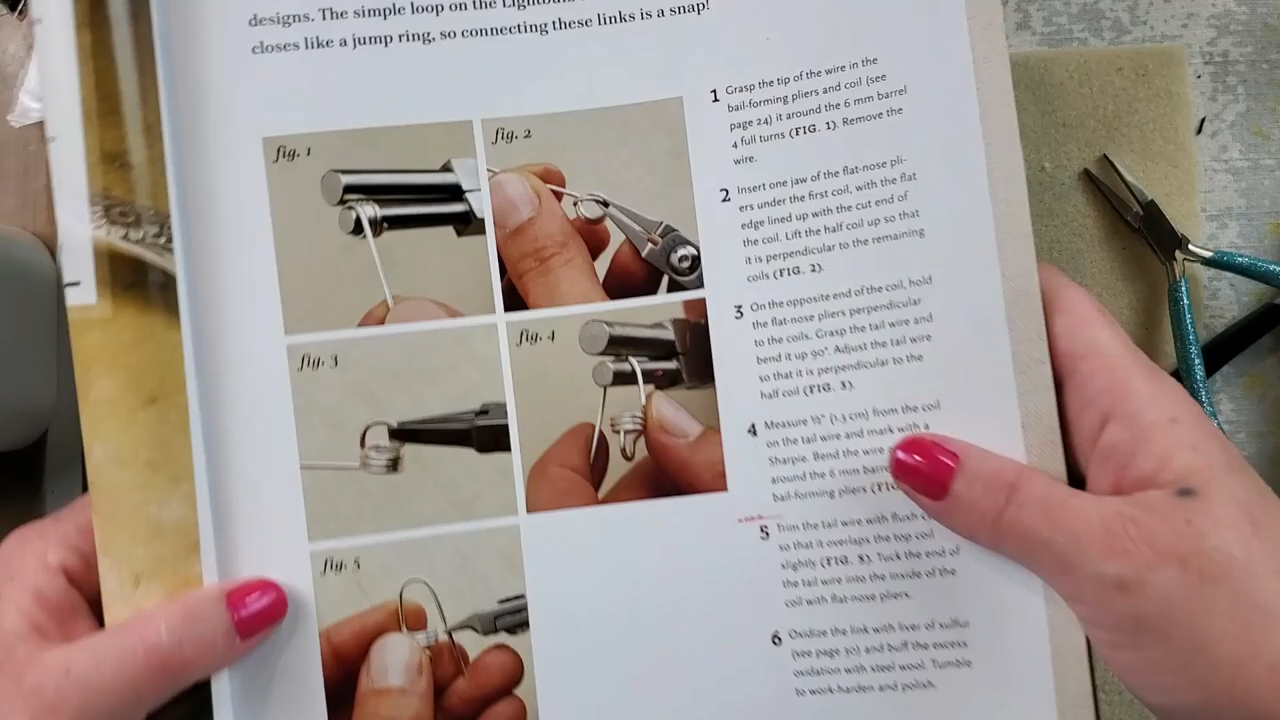 designs. The simple loop on the
closes like a jump ring, so connecting these links is a snap!
fig. 1
fig. 2
fig. 3
fig. 4
fig. 5
1 Grasp the tip of the wire in the
bail-forming pliers and coil (see
page 24) it around the 6 mm barrel
4 full turns (FIG. 1). Remove the
wire.
2 Insert one jaw of the flat-nose pli-
ers under the first coil, with the flat
edge lined up with the cut end of
the coil. Lift the half coil up so that
it is perpendicular to the remaining
coils (FIG. 2).
3 On the opposite end of the coil, hold
the flat-nose pliers perpendicular
to the coils. Grasp the tail wire and
bend it up 90°. Adjust the tail wire
so that it is perpendicular to the
half coil (FIG. 3).
4 Measure ½" (1.3 cm) from the coil
on the tail wire and mark with a
Sharpie. Bend the wire
around the 6 mm
bail-forming pliers
5 Trim the tail wire with flush
so that it overlaps the top coil
slightly (FIG. 5). Tuck the end of
the tail wire into the inside of the
coil with flat-nose pliers.
6 Oxidize the link with liver of sulfur
(see page 30) and buff the excess
oxidation with steel wool. Tumble
to work-harden and polish.